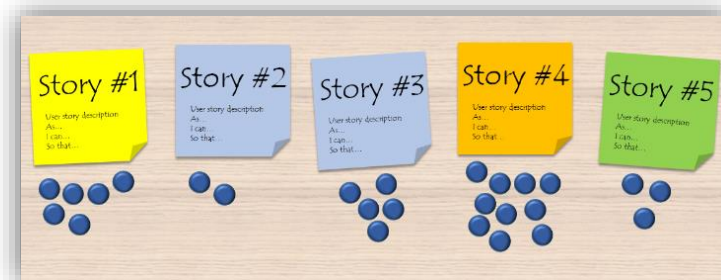 Story #1
User story description
As...
I can...
So that...
Story #2
User story description
As...
I can...
So that...
Story #3
User story description
As...
I can...
So that...
Story #4
User story description
As...
I can...
So that...
Story #5
User story description
As...
I can...
So that...